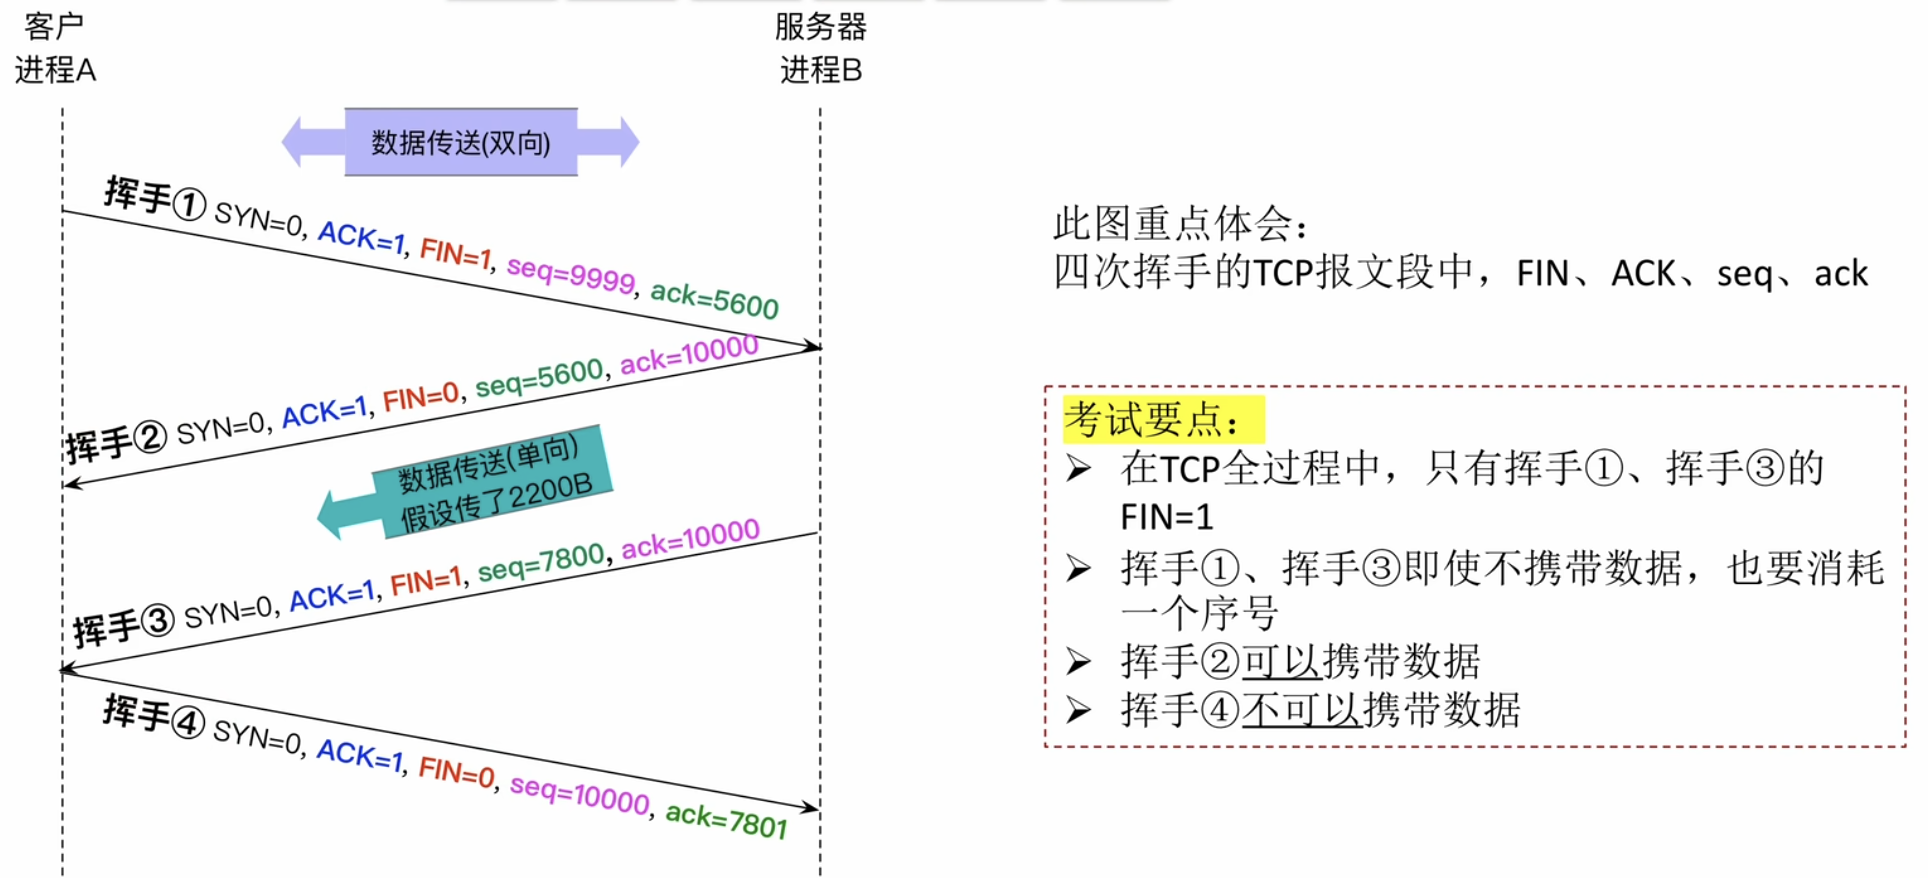 客户
进程A
服务器
进程B
数据传送(双向)
挥手① SYN=0, ACK=1, FIN=1, seq=9999, ack=5600
挥手② SYN=0, ACK=1, FIN=0, seq=5600, ack=10000
数据传送(单向)
假设传了2200B
挥手③ SYN=0, ACK=1, FIN=1, seq=7800, ack=10000
挥手④ SYN=0, ACK=1, FIN=0, seq=10000, ack=7801
此图重点体会：
四次挥手的TCP报文段中，FIN、ACK、seq、ack
考试要点：
➢ 在TCP全过程中，只有挥手①、挥手③的
FIN=1
➢ 挥手①、挥手③即使不携带数据，也要消耗
一个序号
➢ 挥手②可以携带数据
➢ 挥手④不可以携带数据